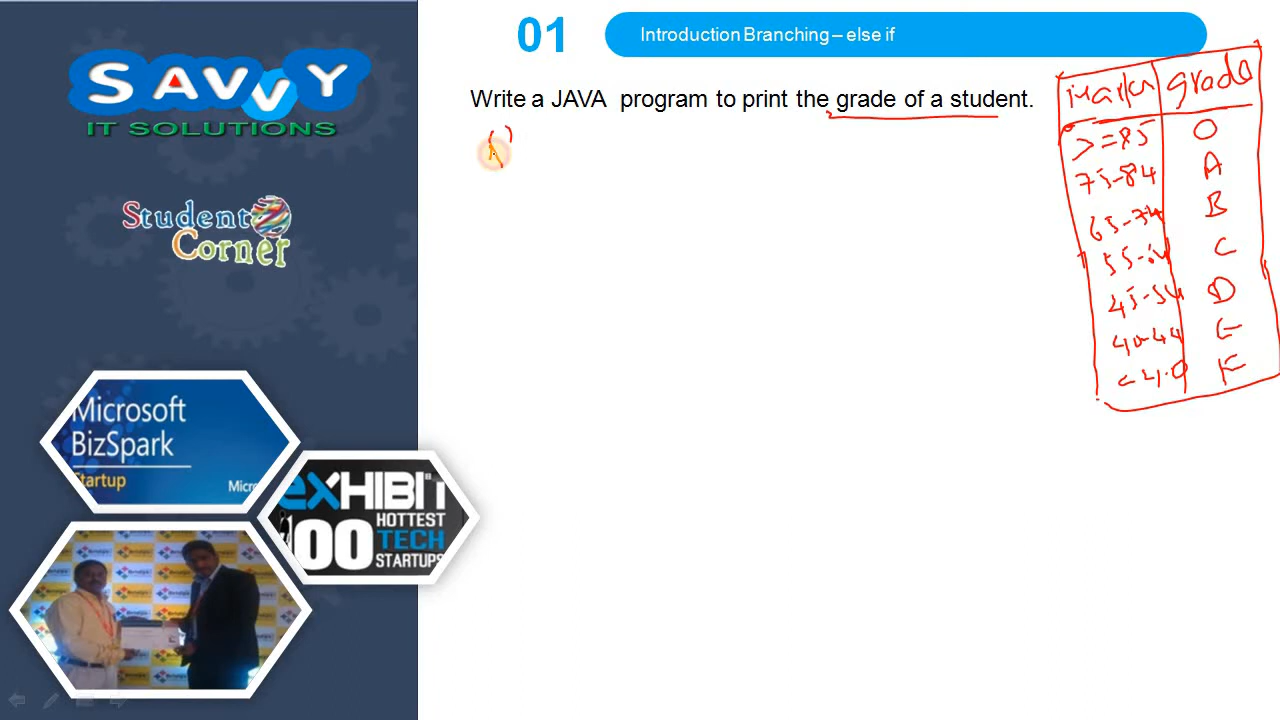 SAVVY
IT SOLUTIONS
Student
Corner
Microsoft
BizSpark
Startup
Micr
eXHIBIT
100
HOTTEST
TECH
STARTUPS
01
Introduction Branching – else if
Write a JAVA program to print the grade of a student.
Marks grade
>=85 O
75-84 A
65-74 B
55-64 C
45-54 D
40-44 E
<40 F